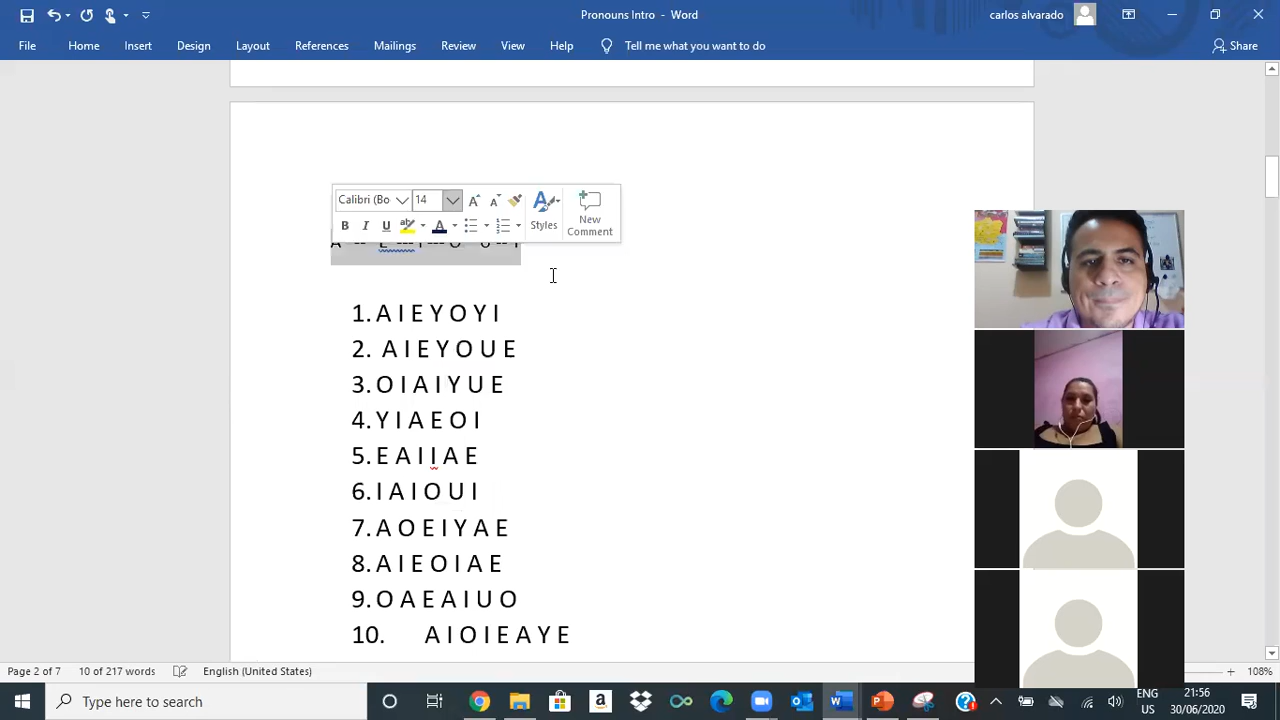 Pronouns Intro - Word
carlos alvarado
File Home Insert Design Layout References Mailings Review View Help Tell me what you want to do Share
Calibri (Bo 14
B I U ab A Styles New Comment
1. A I E Y O Y I
2. A I E Y O U E
3. O I A I Y U E
4. Y I A E O I
5. E A I I A E
6. I A I O U I
7. A O E I Y A E
8. A I E O I A E
9. O A E A I U O
10. A I O I E A Y E
Page 2 of 7 10 of 217 words English (United States) 108%
Type here to search
ENG 21:56
US 30/06/2020